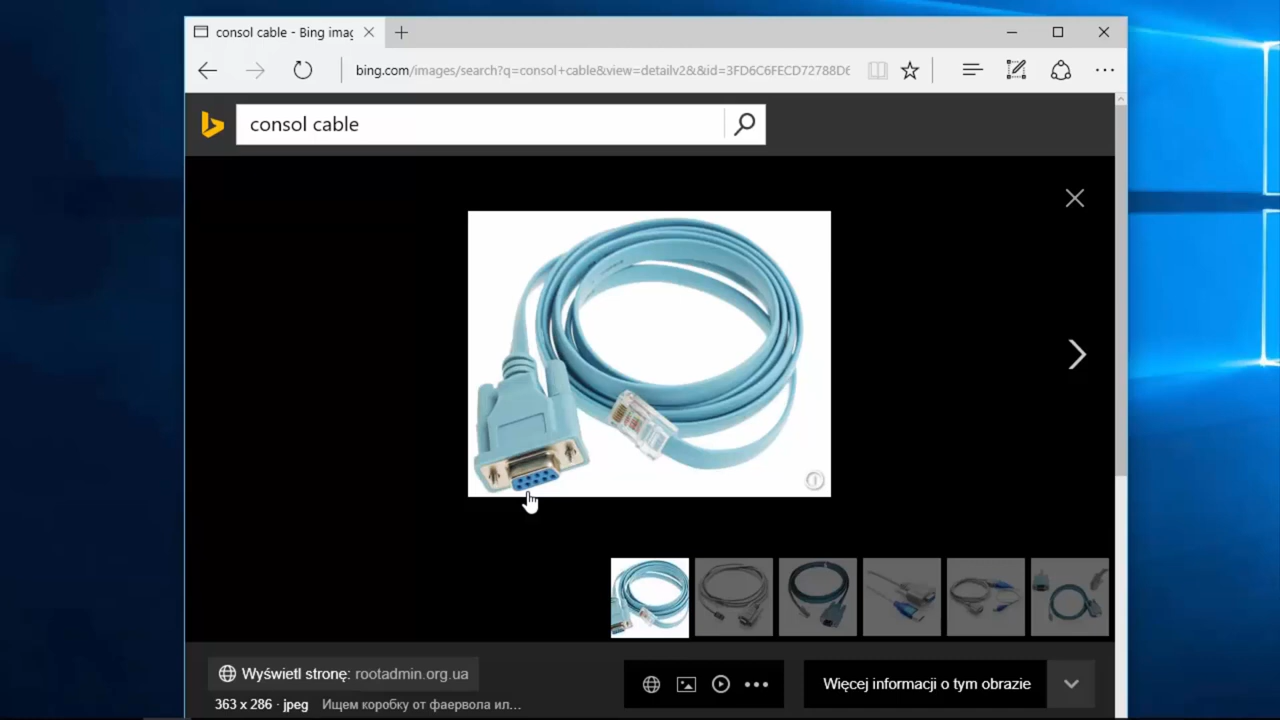 consol cable - Bing imag
bing.com/images/search?q=consol+cable&view=detailv2&&id=3FD6C6FECD72788D6
consol cable
Wyświetl stronę: rootadmin.org.ua
363 x 286 · jpeg Ищем коробку от фаервола ил...
Więcej informacji o tym obrazie